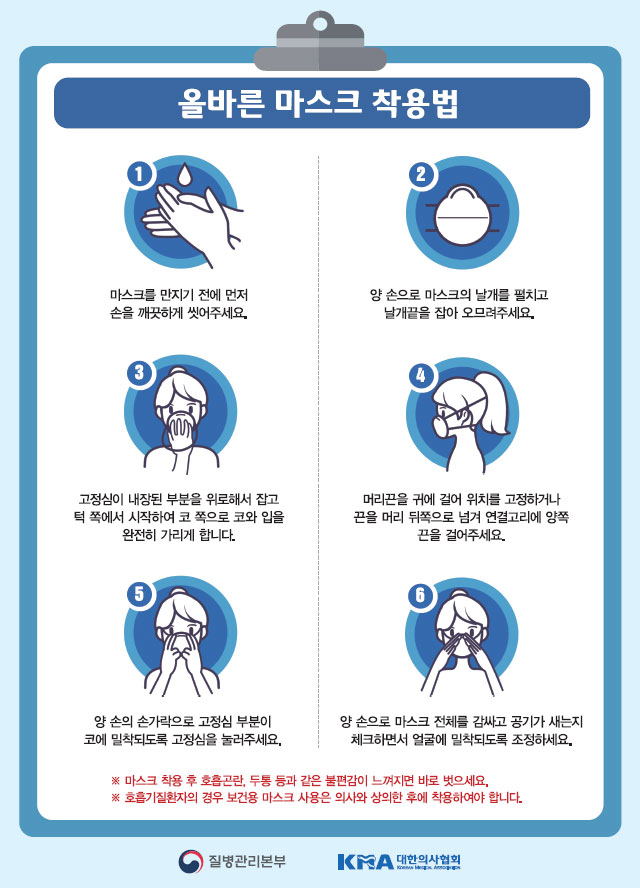 올바른 마스크 착용법
1
마스크를 만지기 전에 먼저
손을 깨끗하게 씻어주세요.
2
양 손으로 마스크의 날개를 펼치고
날개끝을 잡아 오므려주세요.
3
고정심이 내장된 부분을 위로해서 잡고
턱 쪽에서 시작하여 코 쪽으로 코와 입을
완전히 가리게 합니다.
4
머리끈을 귀에 걸어 위치를 고정하거나
끈을 머리 뒤쪽으로 넘겨 연결고리에 양쪽
끈을 걸어주세요.
5
양 손의 손가락으로 고정심 부분이
코에 밀착되도록 고정심을 눌러주세요.
6
양 손으로 마스크 전체를 감싸고 공기가 새는지
체크하면서 얼굴에 밀착되도록 조정하세요.
※ 마스크 착용 후 호흡곤란, 두통 등과 같은 불편감이 느껴지면 바로 벗으세요.
※ 호흡기질환자의 경우 보건용 마스크 사용은 의사와 상의한 후에 착용하여야 합니다.
질병관리본부
KMA 대한의사협회
Korean Medical Association